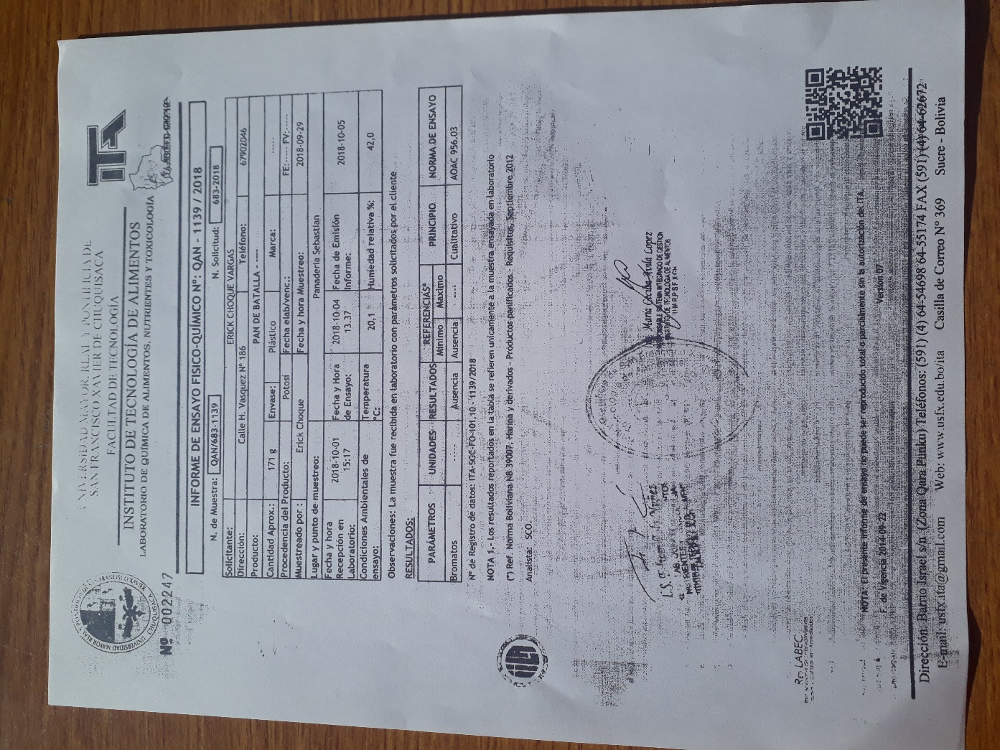 UNIVERSIDAD MAYOR, REAL Y PONTIFICIA DE
SAN FRANCISCO XAVIER DE CHUQUISACA
FACULTAD DE TECNOLOGÍA
INSTITUTO DE TECNOLOGÍA DE ALIMENTOS
LABORATORIO DE QUÍMICA DE ALIMENTOS, NUTRIENTES Y TOXICOLOGÍA
ITA
Nº 002247
INFORME DE ENSAYO FISICO-QUÍMICO Nº: QAN - 1139 / 2018
N. de Muestra: QAN/683-1139 N. Solicitud: 683-2018
Solicitante: ERICK CHOQUE VARGAS
Dirección: Calle H. Vasquez Nº 186 Teléfono: 67902046
Producto: PAN DE BATALLA - ----
Cantidad Aprox.: 171 g Envase: Plástico Marca: -----
Procedencia del Producto: Potosí Fecha elab/venc.: FE:----- FV:------
Muestreado por : Erick Choque Fecha y hora Muestreo: 2018-09-29
Lugar y punto de muestreo: Panaderia Sebastian
Fecha y hora Recepción en Laboratorio: 2018-10-01 15:17 Fecha y Hora de Ensayo: 2018-10-04 13.37 Fecha de Emisión Informe: 2018-10-05
Condiciones Ambientales de ensayo: Temperatura °C: 20,1 Humedad relativa %: 42,0
Observaciones: La muestra fue recibida en laboratorio con parámetros solicitados por el cliente
RESULTADOS:
PARÁMETROS UNIDADES RESULTADOS REFERENCIAS* PRINCIPIO NORMA DE ENSAYO
Mínimo Maximo
Bromatos ----- Ausencia Ausencia ---- Cualitativo AOAC 956.03
Nº de Registro de datos: ITA-SGC-FO-101.10 - 1139/2018
NOTA 1.- Los resultados reportados en la tabla se refieren unicamente a la muestra ensayada en laboratorio
(*) Ref. Norma Boliviana NB 39007, Harina y derivados - Productos panificados - Requisitos, Septiembre 2012
Analista: SCO.
Maria Cecilia Avila Lopez
RESPONSABLE SISTEMA INTEGRADO DE GESTION
INSTITUTO DE TECNOLOGIA DE ALIMENTOS
U M R P S F X CH
RED LABEC
NOTA: El presente informe de ensayo no puede ser reproducido total o parcialmente sin la autorización del ITA.
F. de Vigencia 2014-09-22 Versión 07
Dirección: Barrio Israel s/n (Zona Qara Punku) Teléfonos: (591) (4) 64-54698 64-55174 FAX (591) (4) 64-62672
E-mail: usfx.ita@gmail.com Web: www.usfx.edu.bo/ita Casilla de Correo Nº 369 Sucre - Bolivia